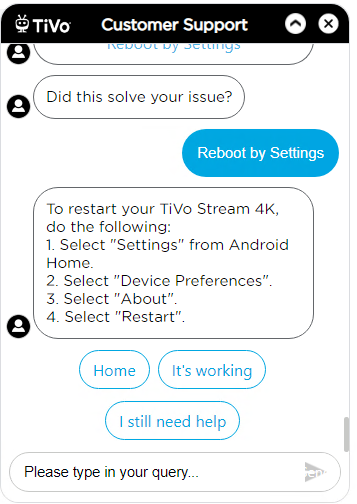 TiVo
Customer Support
Reboot by Settings
Did this solve your issue?
Reboot by Settings
To restart your TiVo Stream 4K,
do the following:
1. Select "Settings" from Android
Home.
2. Select "Device Preferences".
3. Select "About".
4. Select "Restart".
Home
It's working
I still need help
Please type in your query...